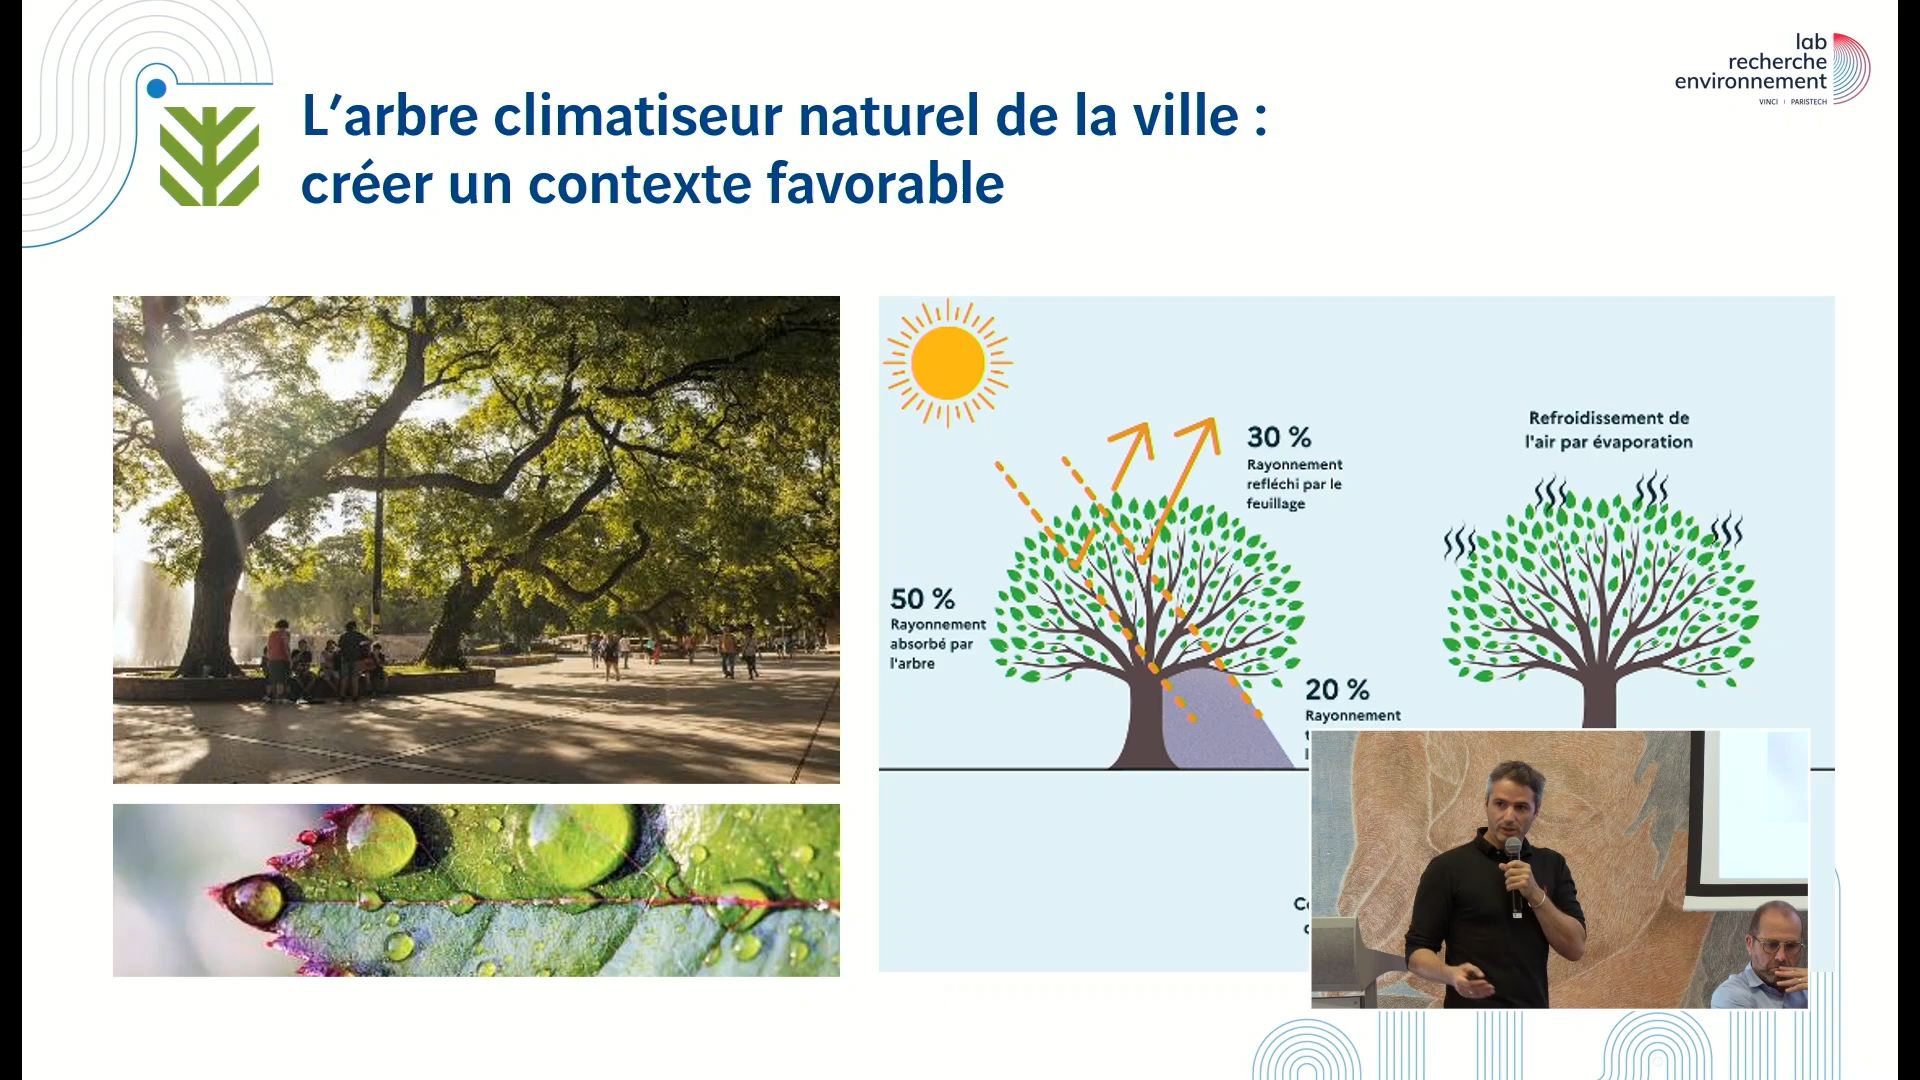 lab
recherche
environnement
VINCI | PARISTECH
L'arbre climatiseur naturel de la ville :
créer un contexte favorable
30 %
Rayonnement
refléchi par le
feuillage
Refroidissement de
l'air par évaporation
50 %
Rayonnement
absorbé par
l'arbre
20 %
Rayonnement